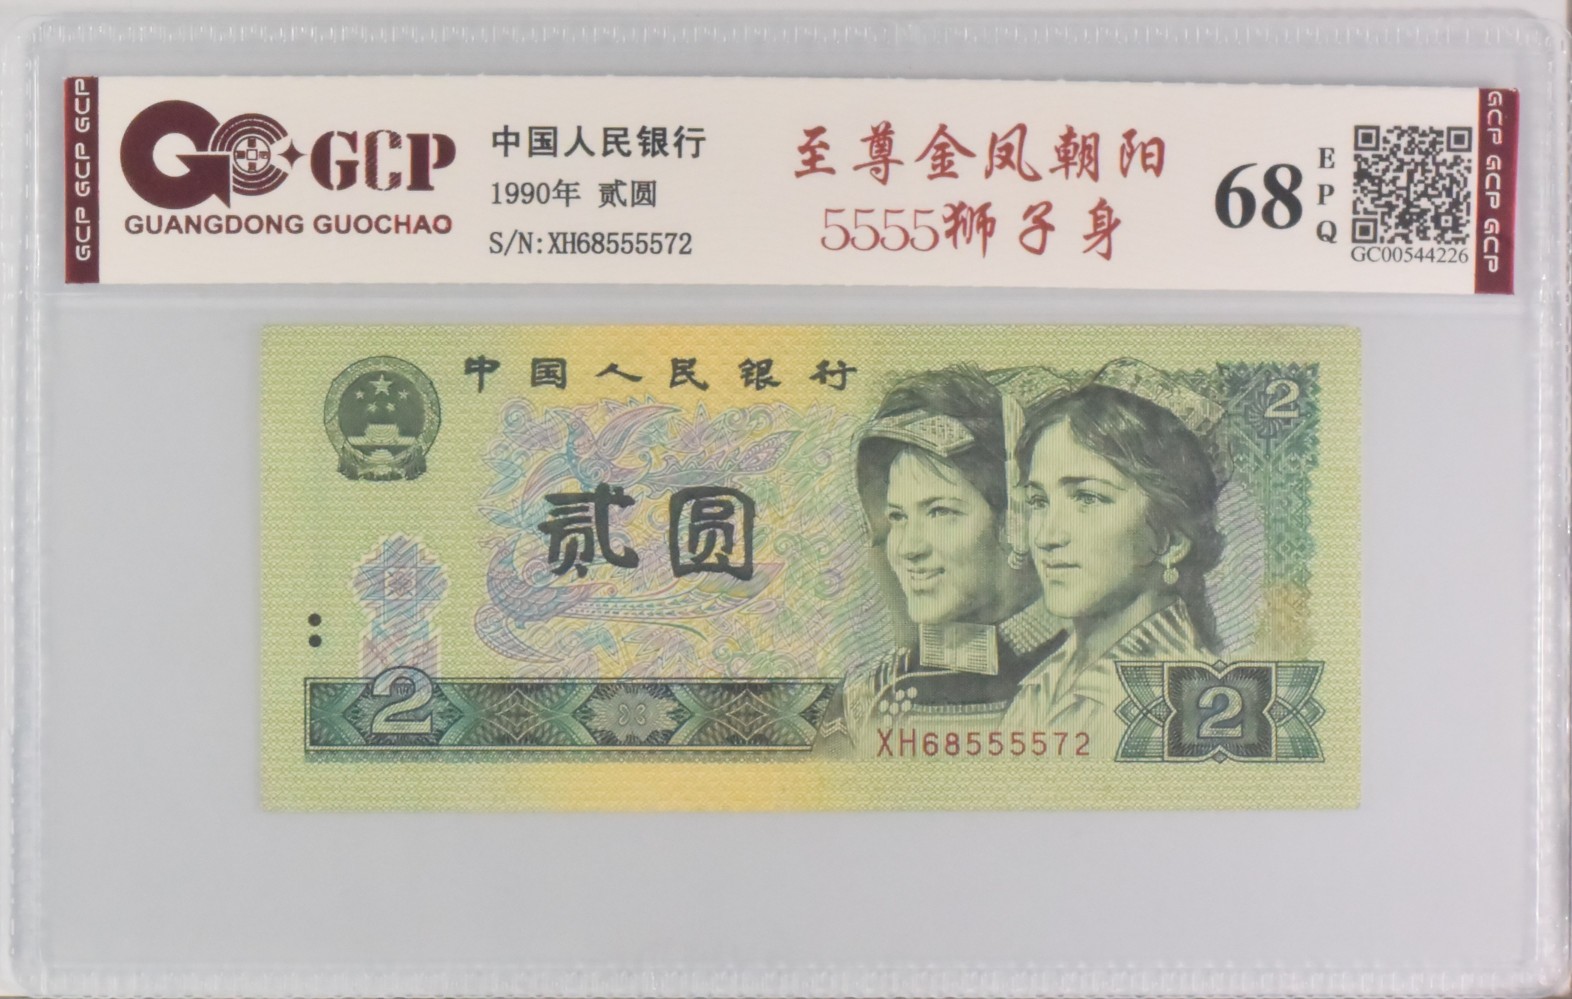 GCP GCP GCP
GCP
GUANGDONG GUOCHAO
中国人民银行
1990年 贰圆
S/N:XH68555572
至尊金凤朝阳
5555狮子身
68
EPQ
GC00544226
GCP GCP GCP
中国人民银行
2
贰圆
2
2
XH68555572